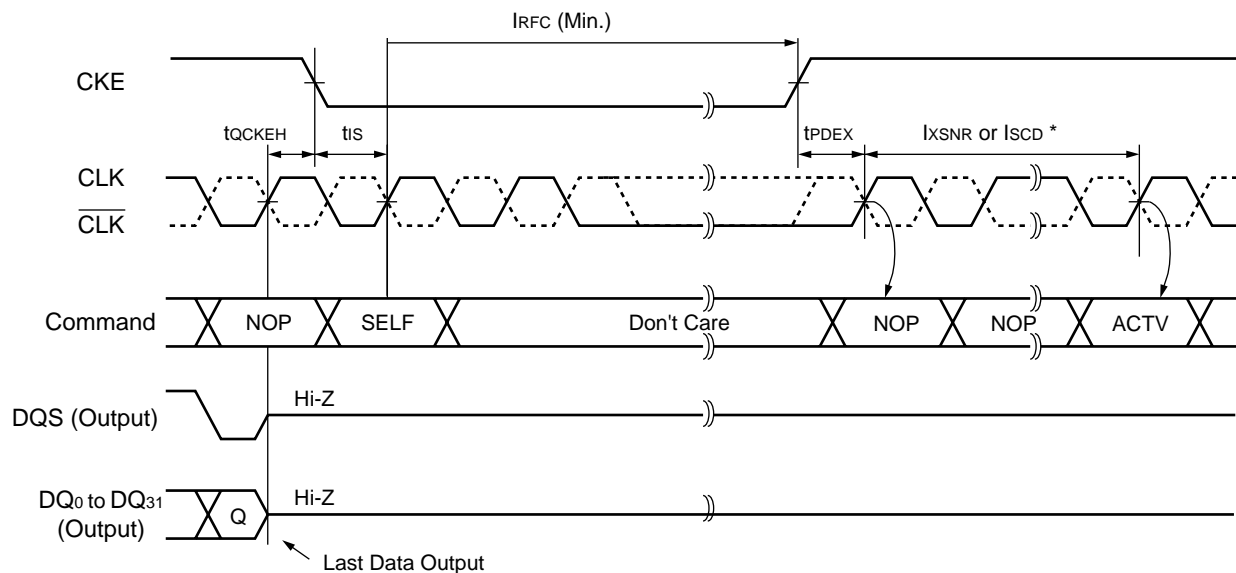 IRFC (Min.)
CKE
tQCKEH
tIS
tPDEX
IXSNR or ISCD *
CLK
CLK
Command
NOP
SELF
Don't Care
NOP
NOP
ACTV
DQS (Output)
Hi-Z
DQ0 to DQ31
(Output)
Q
Hi-Z
Last Data Output